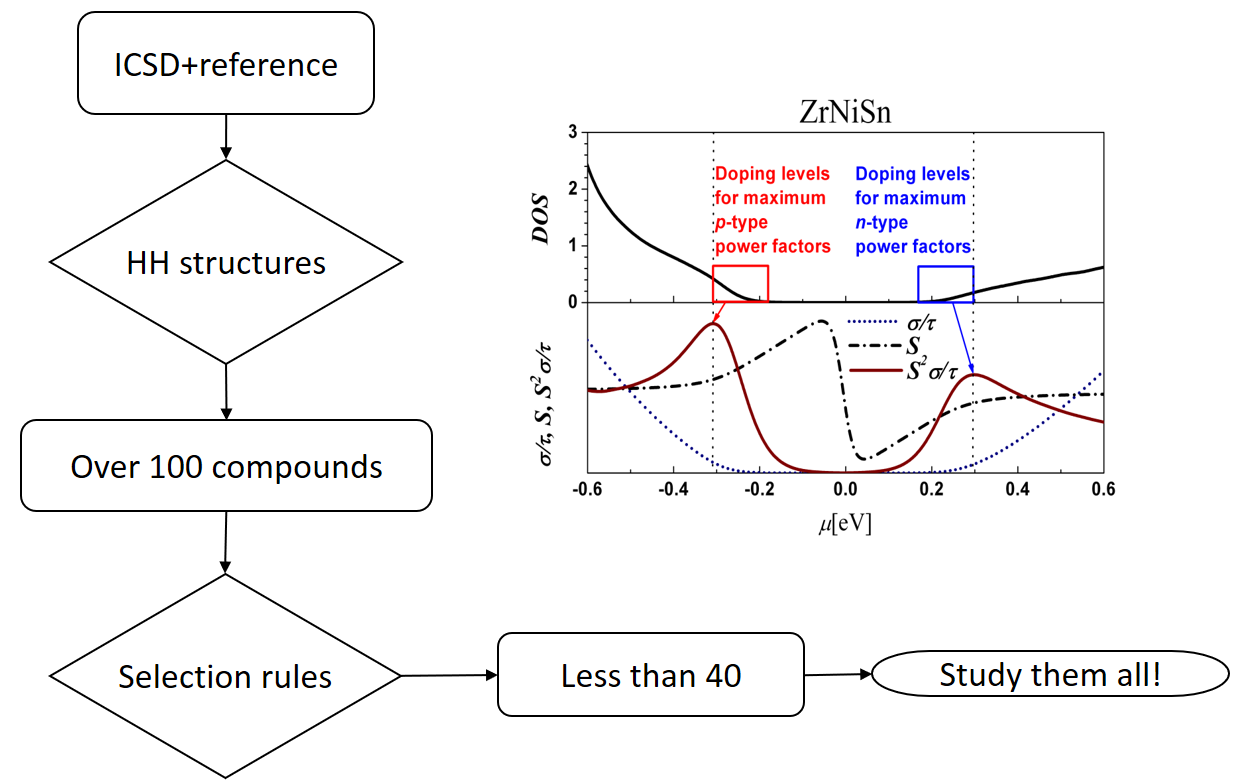 ICSD+reference
HH structures
Over 100 compounds
Selection rules
Less than 40
Study them all!
ZrNiSn
3
2
1
0
DOS
Doping levels
for maximum
p-type
power factors
Doping levels
for maximum
n-type
power factors
σ/τ
S
S²σ/τ
σ/τ, S, S²σ/τ
-0.6
-0.4
-0.2
0.0
0.2
0.4
0.6
μ[eV]